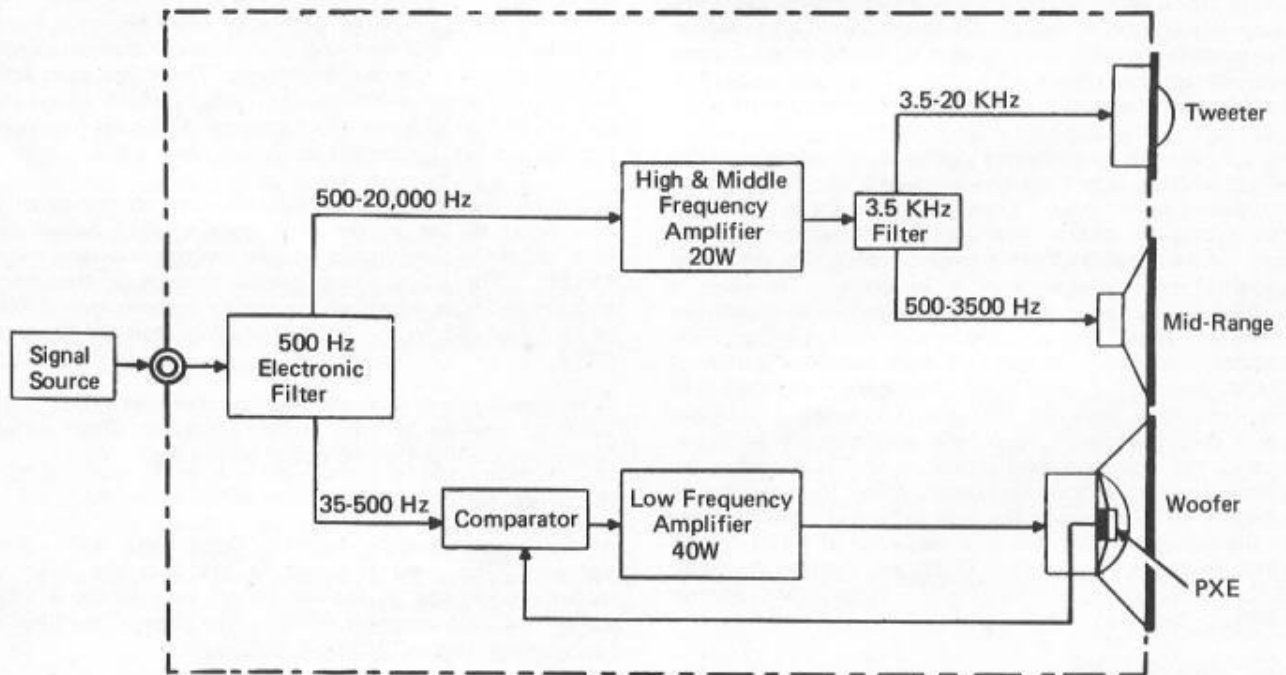 3.5-20 KHz
Tweeter
High & Middle
Frequency
Amplifier
20W
500-20,000 Hz
3.5 KHz
Filter
500-3500 Hz
Mid-Range
Signal
Source
500 Hz
Electronic
Filter
35-500 Hz
Comparator
Low Frequency
Amplifier
40W
Woofer
PXE